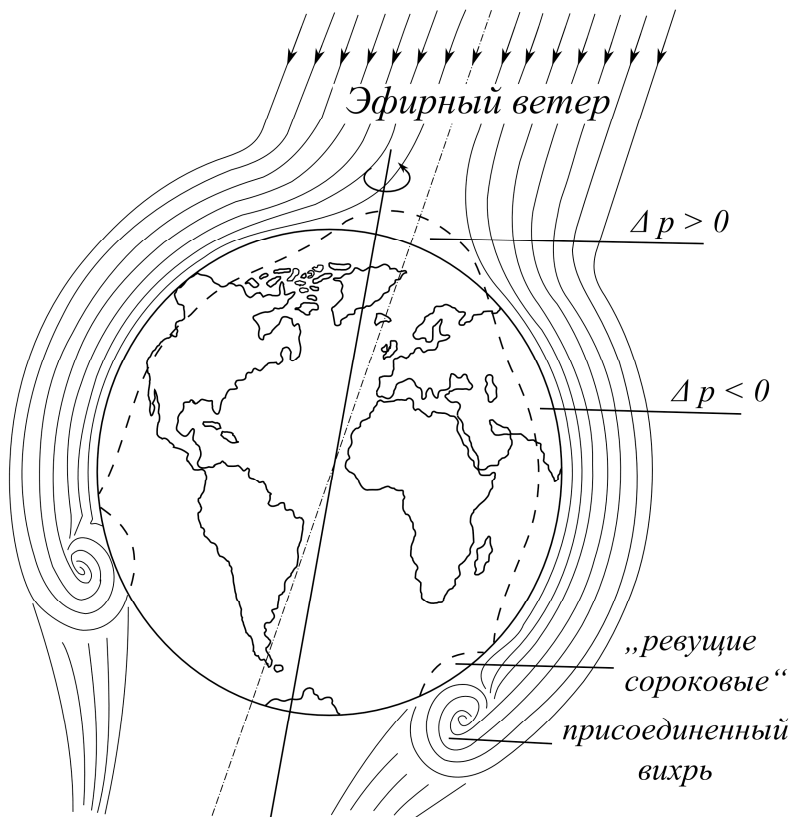 Эфирный ветер
Δ p > 0
Δ p < 0
„ревущие
сороковые“
присоединенный
вихрь